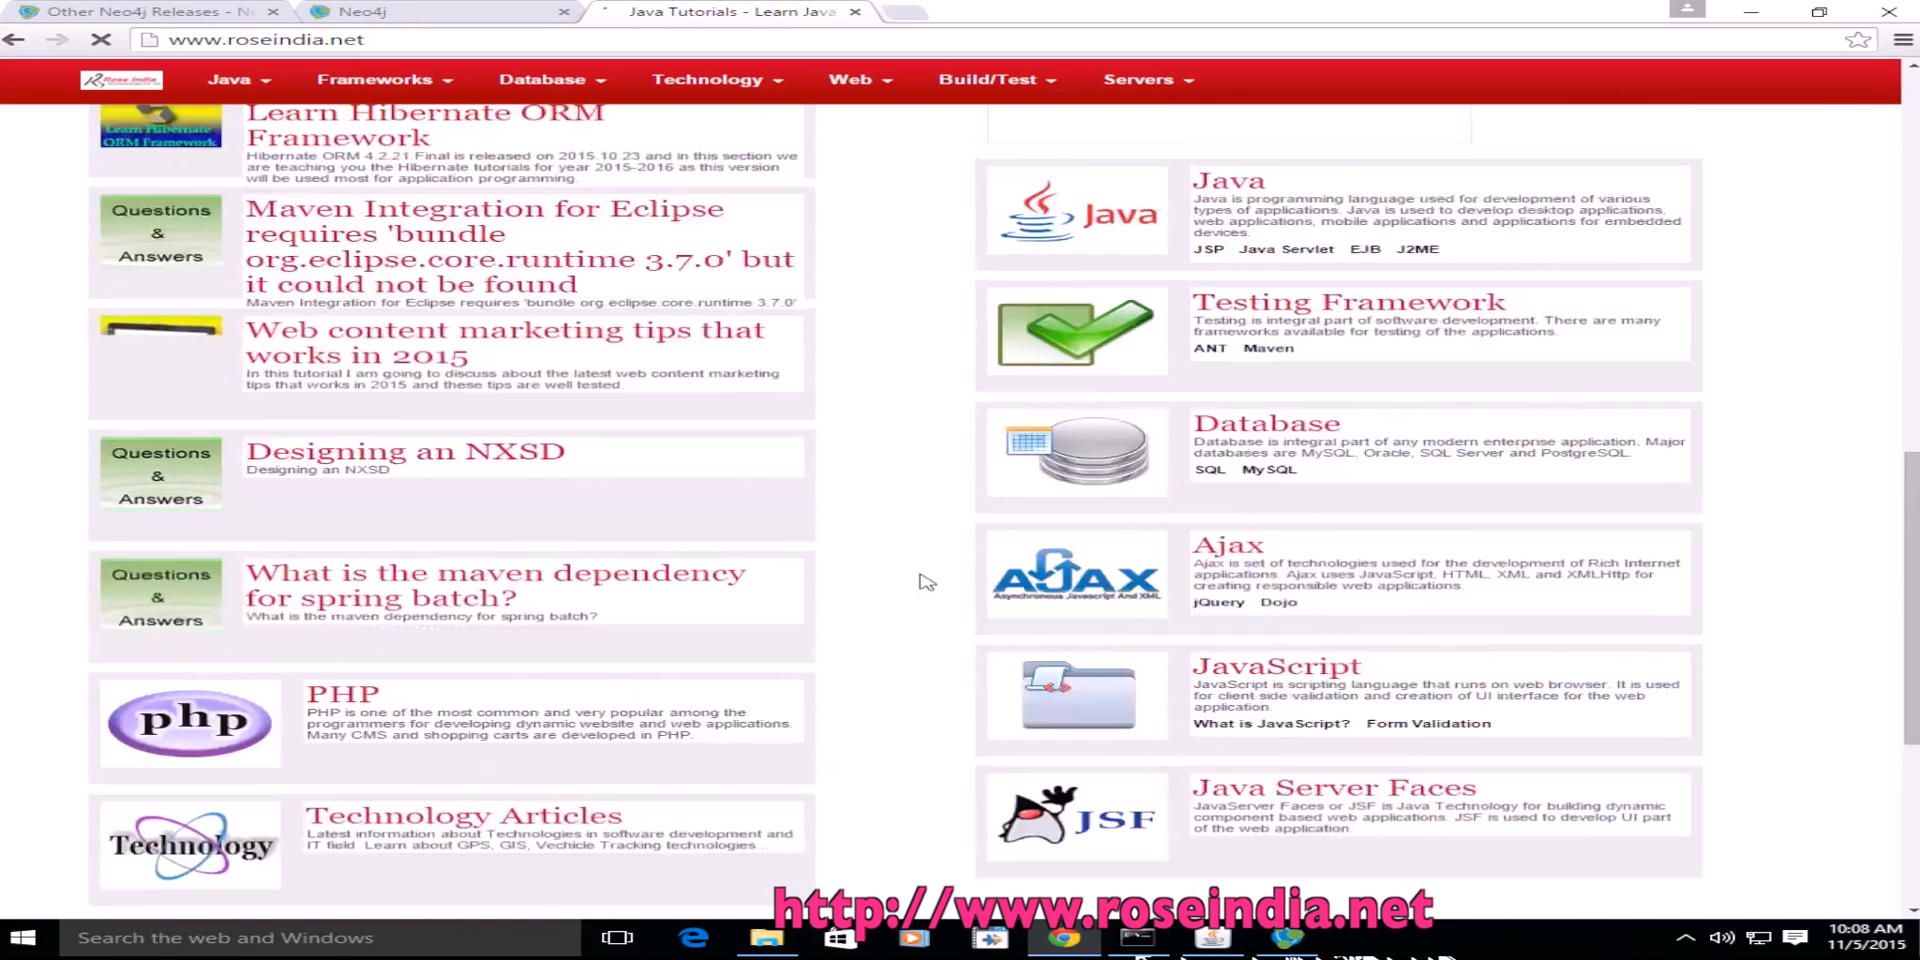 Other Neo4j Releases - N
Neo4j
Java Tutorials - Learn Java
www.roseindia.net
Rose India
Java
Frameworks
Database
Technology
Web
Build/Test
Servers
Learn Hibernate
ORM Framework
Learn Hibernate ORM
Framework
Hibernate ORM 4.2.21.Final is released on 2015.10.23 and in this section we
are teaching you the Hibernate tutorials for year 2015-2016 as this version
will be used most for application programming.
Questions
&
Answers
Maven Integration for Eclipse
requires 'bundle
org.eclipse.core.runtime 3.7.0' but
it could not be found
Maven Integration for Eclipse requires 'bundle org.eclipse.core.runtime 3.7.0'
Web content marketing tips that
works in 2015
In this tutorial I am going to discuss about the latest web content marketing
tips that works in 2015 and these tips are well tested.
Questions
&
Answers
Designing an NXSD
Designing an NXSD
Questions
&
Answers
What is the maven dependency
for spring batch?
What is the maven dependency for spring batch?
php
PHP
PHP is one of the most common and very popular among the
programmers for developing dynamic website and web applications.
Many CMS and shopping carts are developed in PHP.
Technology
Technology Articles
Latest information about Technologies in software development and
IT field. Learn about GPS, GIS, Vechicle Tracking technologies...
Java
Java
Java is programming language used for development of various
types of applications. Java is used to develop desktop applications,
web applications, mobile applications and applications for embedded
devices.
JSP Java Servlet EJB J2ME
Testing Framework
Testing is integral part of software development. There are many
frameworks available for testing of the applications.
ANT Maven
Database
Database is integral part of any modern enterprise application. Major
databases are MySQL, Oracle, SQL Server and PostgreSQL.
SQL MySQL
AJAX
Asynchronous Javascript And XML
Ajax
Ajax is set of technologies used for the development of Rich Internet
applications. Ajax uses JavaScript, HTML, XML and XMLHttp for
creating responsible web applications.
jQuery Dojo
JavaScript
JavaScript is scripting language that runs on web browser. It is used
for client side validation and creation of UI interface for the web
application.
What is JavaScript? Form Validation
JSF
Java Server Faces
JavaServer Faces or JSF is Java Technology for building dynamic
component based web applications. JSF is used to develop UI part
of the web application.
http://www.roseindia.net
Search the web and Windows
10:08 AM
11/5/2015